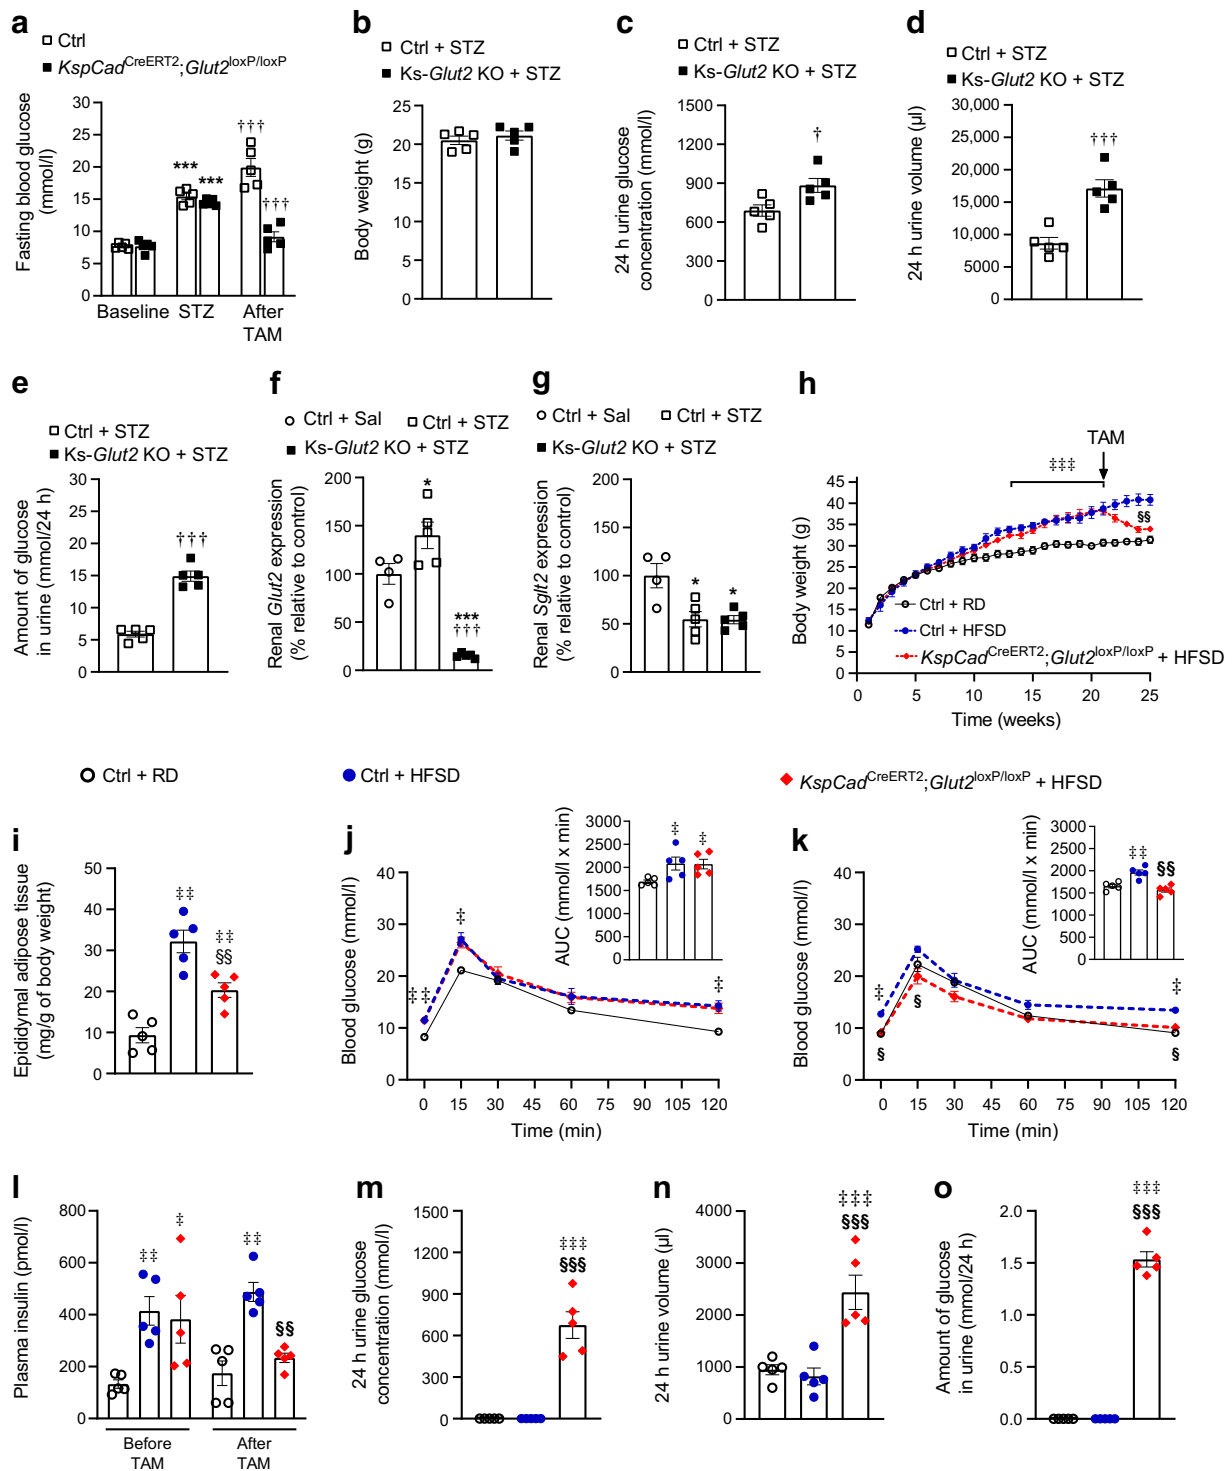 a
Ctrl
KspCadCreERT2;Glut2loxP/loxP
Fasting blood glucose
(mmol/l)
30
25
20
15
10
5
0
***
***
†††
†††
Baseline STZ After
TAM
b
Ctrl + STZ
Ks-Glut2 KO + STZ
Body weight (g)
25
20
15
10
5
0
c
Ctrl + STZ
Ks-Glut2 KO + STZ
24 h urine glucose
concentration (mmol/l)
1500
1200
900
600
300
0
†
d
Ctrl + STZ
Ks-Glut2 KO + STZ
24 h urine volume (µl)
30,000
25,000
20,000
15,000
10,000
5000
0
†††
e
Ctrl + STZ
Ks-Glut2 KO + STZ
Amount of glucose
in urine (mmol/24 h)
30
25
20
15
10
5
0
†††
f
Ctrl + Sal Ctrl + STZ
Ks-Glut2 KO + STZ
Renal Glut2 expression
(% relative to control)
200
150
100
50
0
*
***
†††
g
Ctrl + Sal Ctrl + STZ
Ks-Glut2 KO + STZ
Renal Sglt2 expression
(% relative to control)
200
150
100
50
0
*
*
h
TAM
‡‡‡
§§
Body weight (g)
45
40
35
30
25
20
15
10
5
0
Ctrl + RD
Ctrl + HFSD
KspCadCreERT2;Glut2loxP/loxP + HFSD
0 5 10 15 20 25
Time (weeks)
Ctrl + RD
Ctrl + HFSD
KspCadCreERT2;Glut2loxP/loxP + HFSD
i
Epididymal adipose tissue
(mg/g of body weight)
50
40
30
20
10
0
‡‡
‡‡
§§
j
Blood glucose (mmol/l)
40
30
20
10
0
‡‡
‡
‡
0 15 30 45 60 75 90 105 120
Time (min)
AUC (mmol/l x min)
3000
2500
2000
1500
1000
500
0
‡ ‡
k
Blood glucose (mmol/l)
40
30
20
10
0
‡
§
§
‡
§
0 15 30 45 60 75 90 105 120
Time (min)
AUC (mmol/l x min)
3000
2500
2000
1500
1000
500
0
‡‡
§§
l
Plasma insulin (pmol/l)
800
600
400
200
0
‡‡
‡
‡‡
§§
Before
TAM
After
TAM
m
24 h urine glucose
concentration (mmol/l)
1500
1200
900
600
300
0
‡‡‡
§§§
n
24 h urine volume (µl)
4000
3000
2000
1000
0
‡‡‡
§§§
o
Amount of glucose
in urine (mmol/24 h)
2.0
1.5
1.0
0.5
0.0
‡‡‡
§§§